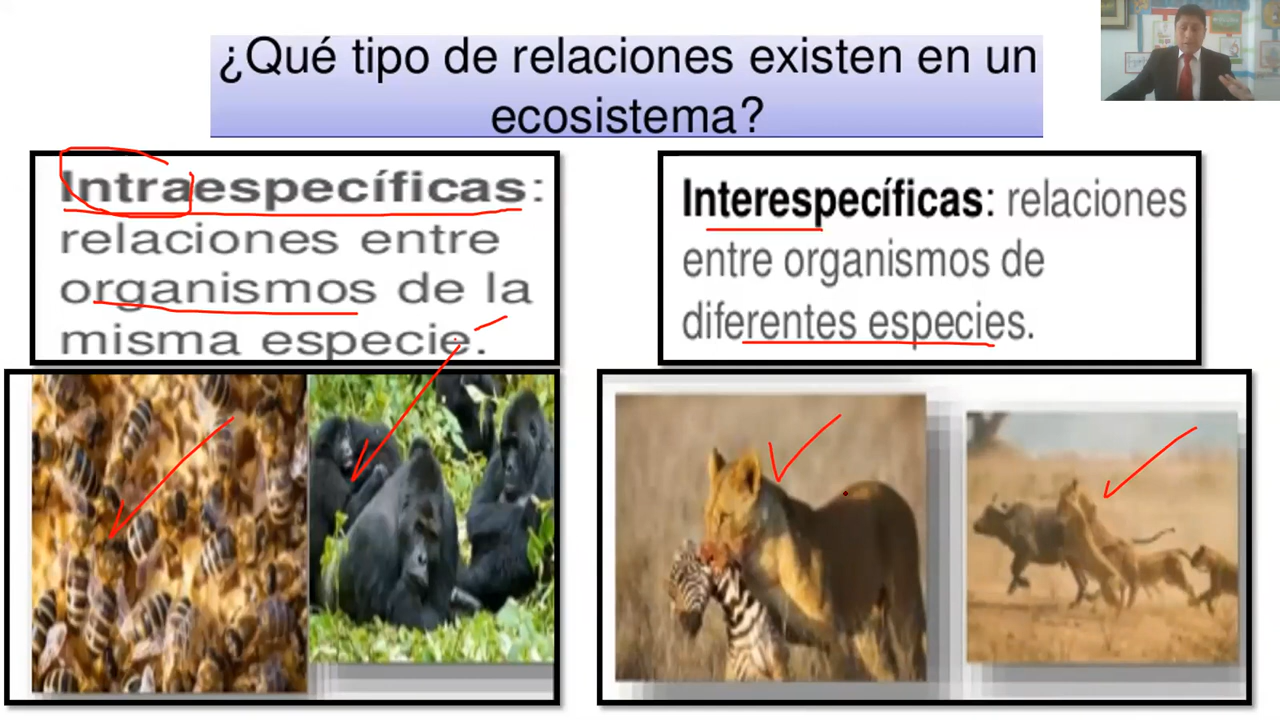 ¿Qué tipo de relaciones existen en un
ecosistema?
Intraespecíficas:
relaciones entre
organismos de la
misma especie.
Interespecíficas: relaciones
entre organismos de
diferentes especies.